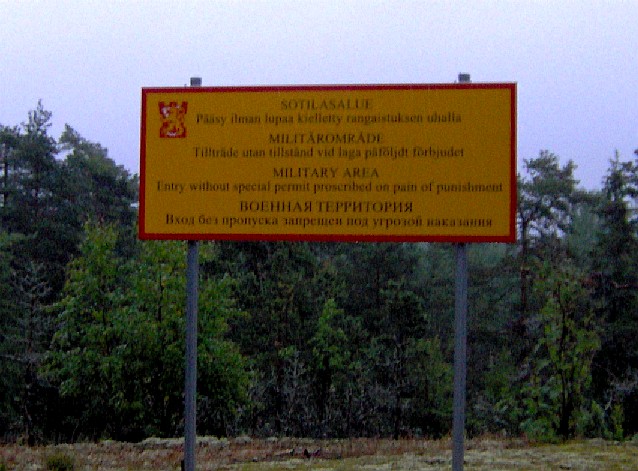 SOTILASALUE
Pääsy ilman lupaa kielletty rangaistuksen uhalla
MILITÄROMRÅDE
Tillträde utan tillstånd vid laga påföljdt förbjudet
MILITARY AREA
Entry without special permit proscribed on pain of punishment
ВОЕННАЯ ТЕРРИТОРИЯ
Вход без пропуска запрещен под угрозой наказания